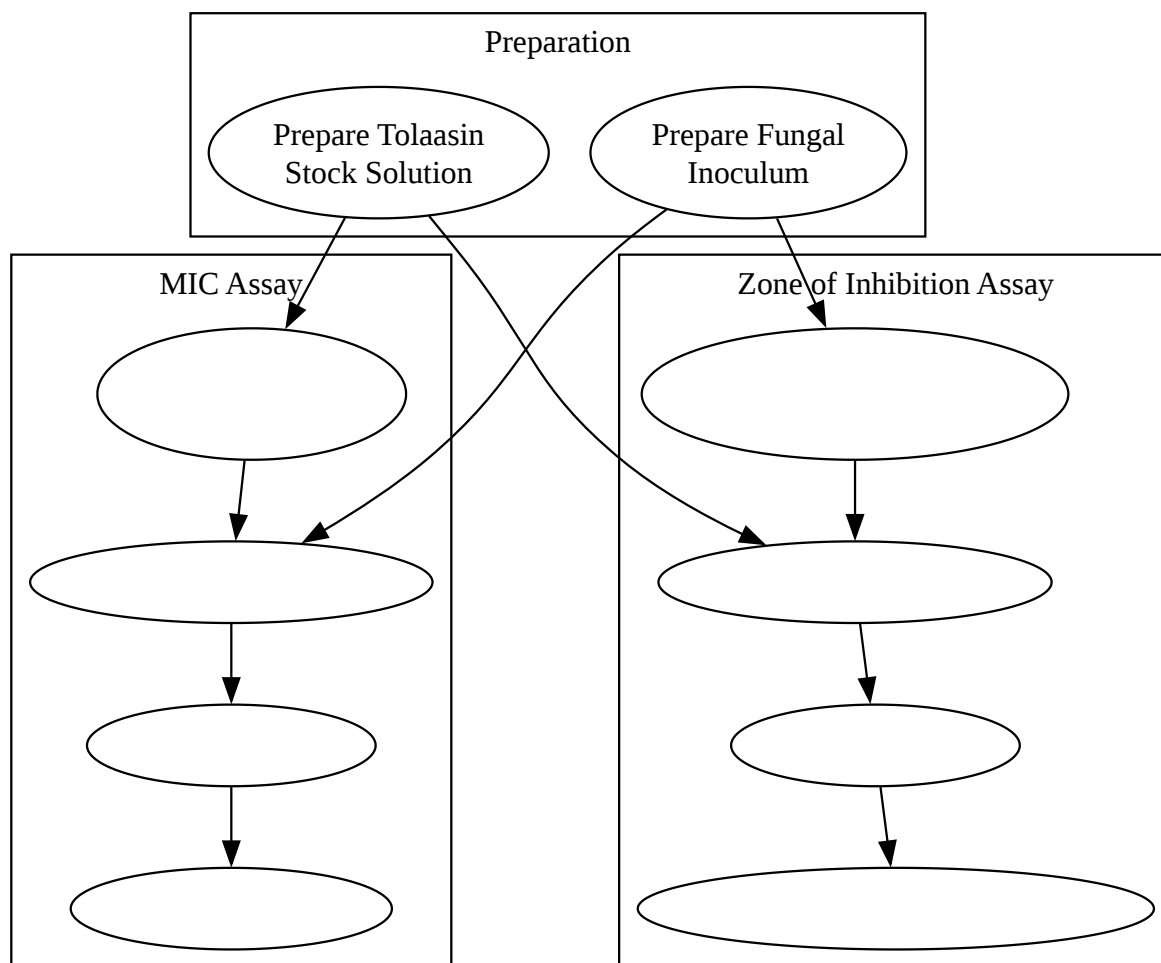 Preparation
Prepare Tolaasin
Stock Solution
Prepare Fungal
Inoculum
MIC Assay
Zone of Inhibition Assay